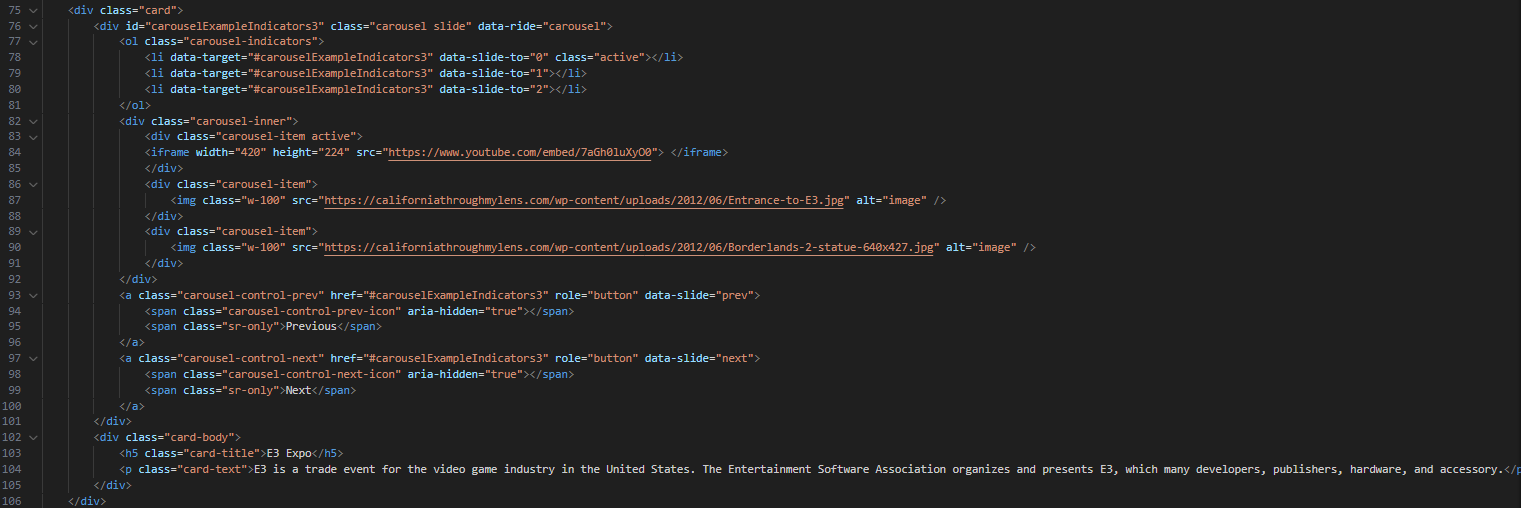 75 <div class="card">
76 <div id="carouselExampleIndicators3" class="carousel slide" data-ride="carousel">
77 <ol class="carousel-indicators">
78 <li data-target="#carouselExampleIndicators3" data-slide-to="0" class="active"></li>
79 <li data-target="#carouselExampleIndicators3" data-slide-to="1"></li>
80 <li data-target="#carouselExampleIndicators3" data-slide-to="2"></li>
81 </ol>
82 <div class="carousel-inner">
83 <div class="carousel-item active">
84 <iframe width="420" height="224" src="https://www.youtube.com/embed/7aGh0luXyO0"> </iframe>
85 </div>
86 <div class="carousel-item">
87 <img class="w-100" src="https://californiathroughmylens.com/wp-content/uploads/2012/06/Entrance-to-E3.jpg" alt="image" />
88 </div>
89 <div class="carousel-item">
90 <img class="w-100" src="https://californiathroughmylens.com/wp-content/uploads/2012/06/Borderlands-2-statue-640x427.jpg" alt="image" />
91 </div>
92 </div>
93 <a class="carousel-control-prev" href="#carouselExampleIndicators3" role="button" data-slide="prev">
94 <span class="carousel-control-prev-icon" aria-hidden="true"></span>
95 <span class="sr-only">Previous</span>
96 </a>
97 <a class="carousel-control-next" href="#carouselExampleIndicators3" role="button" data-slide="next">
98 <span class="carousel-control-next-icon" aria-hidden="true"></span>
99 <span class="sr-only">Next</span>
100 </a>
101 </div>
102 <div class="card-body">
103 <h5 class="card-title">E3 Expo</h5>
104 <p class="card-text">E3 is a trade event for the video game industry in the United States. The Entertainment Software Association organizes and presents E3, which many developers, publishers, hardware, and accessory.</p
105 </div>
106 </div>